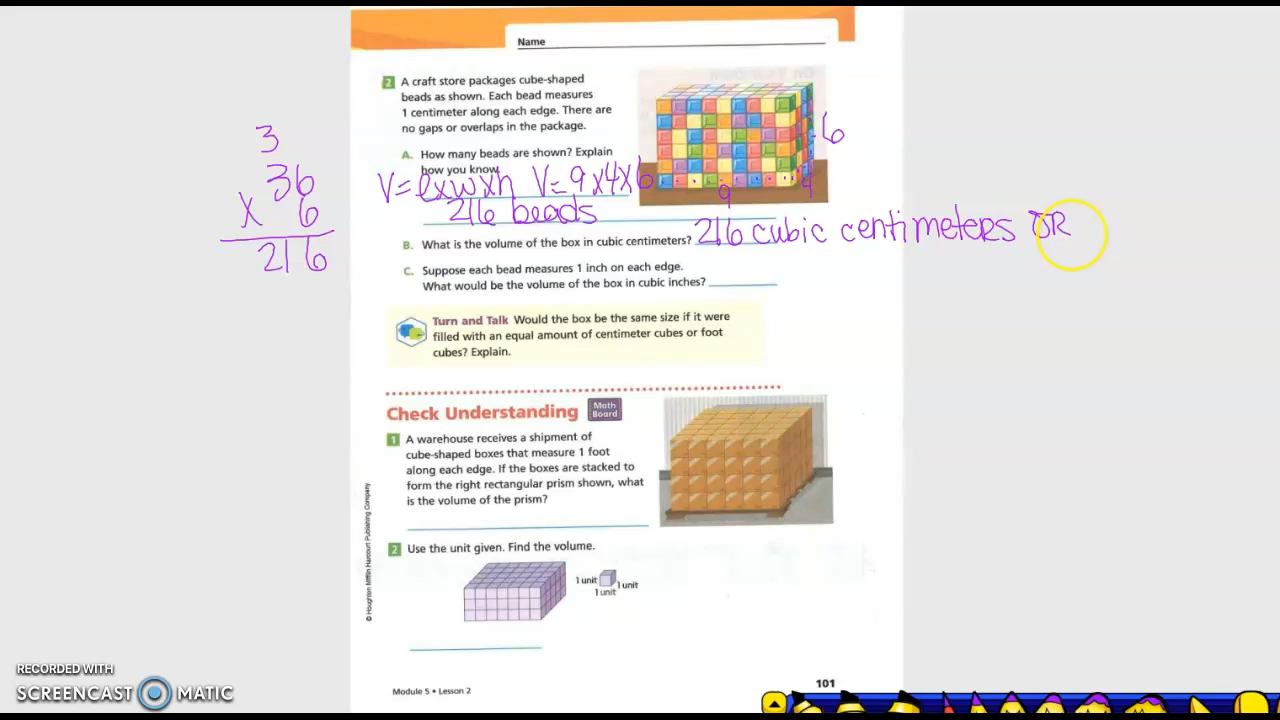 Name
2 A craft store packages cube-shaped
beads as shown. Each bead measures
1 centimeter along each edge. There are
no gaps or overlaps in the package.
A. How many beads are shown? Explain
how you know.
V= lxwxh V= 9x4x6
216 beads
6
9
4
3
36
x 6
216
B. What is the volume of the box in cubic centimeters? 216 cubic centimeters OR
C. Suppose each bead measures 1 inch on each edge.
What would be the volume of the box in cubic inches?
Turn and Talk Would the box be the same size if it were
filled with an equal amount of centimeter cubes or foot
cubes? Explain.
Check Understanding Math Board
1 A warehouse receives a shipment of
cube-shaped boxes that measure 1 foot
along each edge. If the boxes are stacked to
form the right rectangular prism shown, what
is the volume of the prism?
2 Use the unit given. Find the volume.
1 unit 1 unit
1 unit
© Houghton Mifflin Harcourt Publishing Company
Module 5 • Lesson 2
101
RECORDED WITH
SCREENCAST MATIC